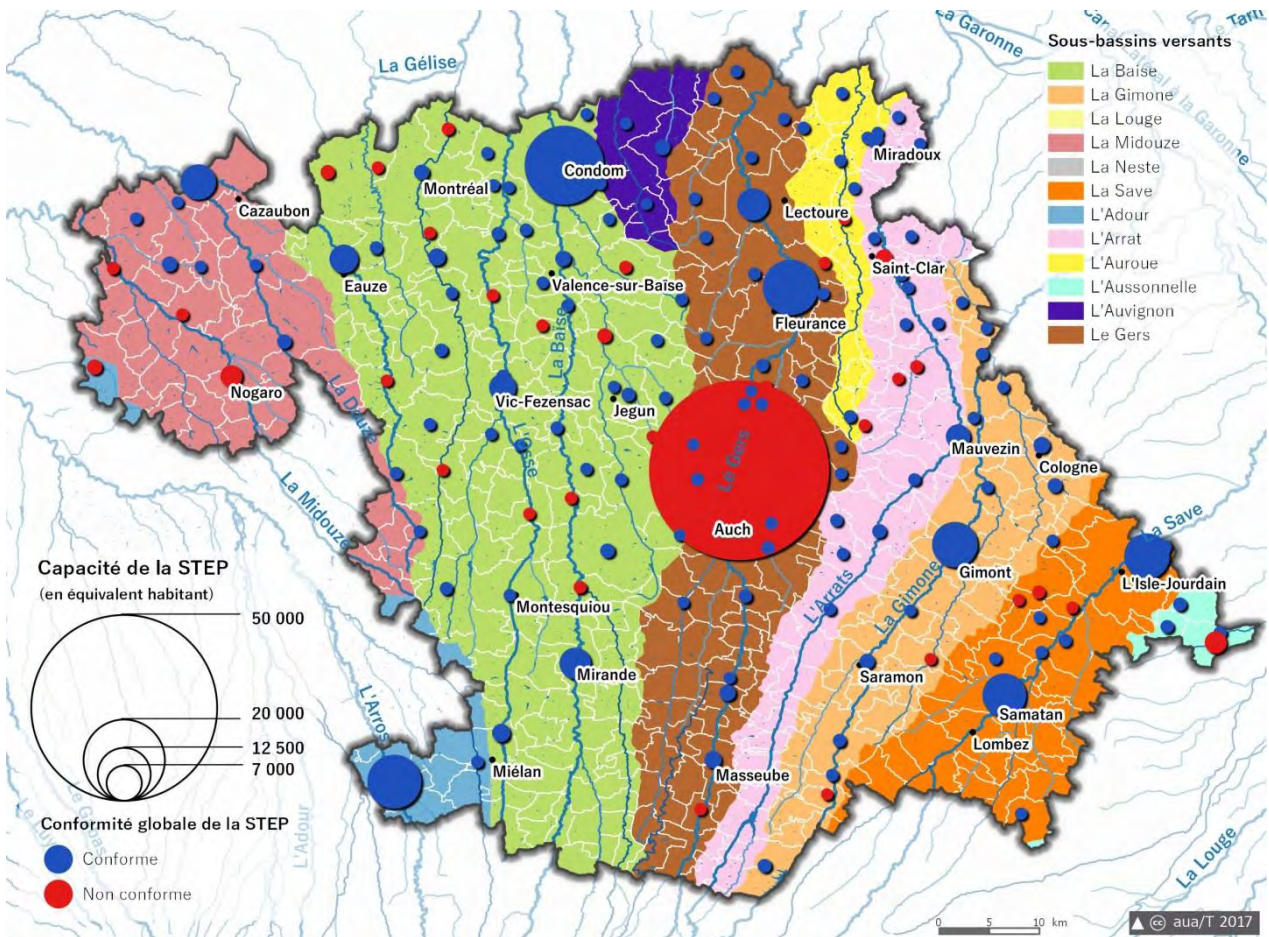 La Garonne
Le Tarn
Canal Latéral à la Garonne
La Garonne
La Gélise
Sous-bassins versants
La Baïse
La Gimone
La Louge
La Midouze
La Neste
La Save
L'Adour
L'Arrat
L'Auroue
L'Aussonnelle
L'Auvignon
Le Gers
Condom
Miradoux
Montréal
Cazaubon
Lectoure
Saint-Clar
Eauze
Valence-sur-Baïse
Fleurance
La Baïse
Nogaro
La Douze
Vic-Fezensac
Jegun
L'Osse
Le Gers
Mauvezin
Cologne
La Midouze
Auch
La Save
Gimont
L'Isle-Jourdain
L'Arrats
La Gimone
Montesquiou
Mirande
Saramon
Samatan
Lombez
L'Arros
Miélan
Masseube
L'Adour
La Louge
Capacité de la STEP
(en équivalent habitant)
50 000
20 000
12 500
7 000
Conformité globale de la STEP
Conforme
Non conforme
0 5 10 km
cc aua/T 2017